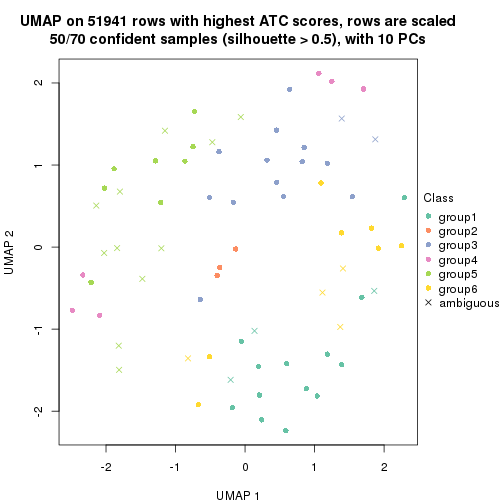 UMAP on 51941 rows with highest ATC scores, rows are scaled
50/70 confident samples (silhouette > 0.5), with 10 PCs
2
1
0
-1
-2
UMAP 2
-2
-1
0
1
2
UMAP 1
Class
group1
group2
group3
group4
group5
group6
ambiguous